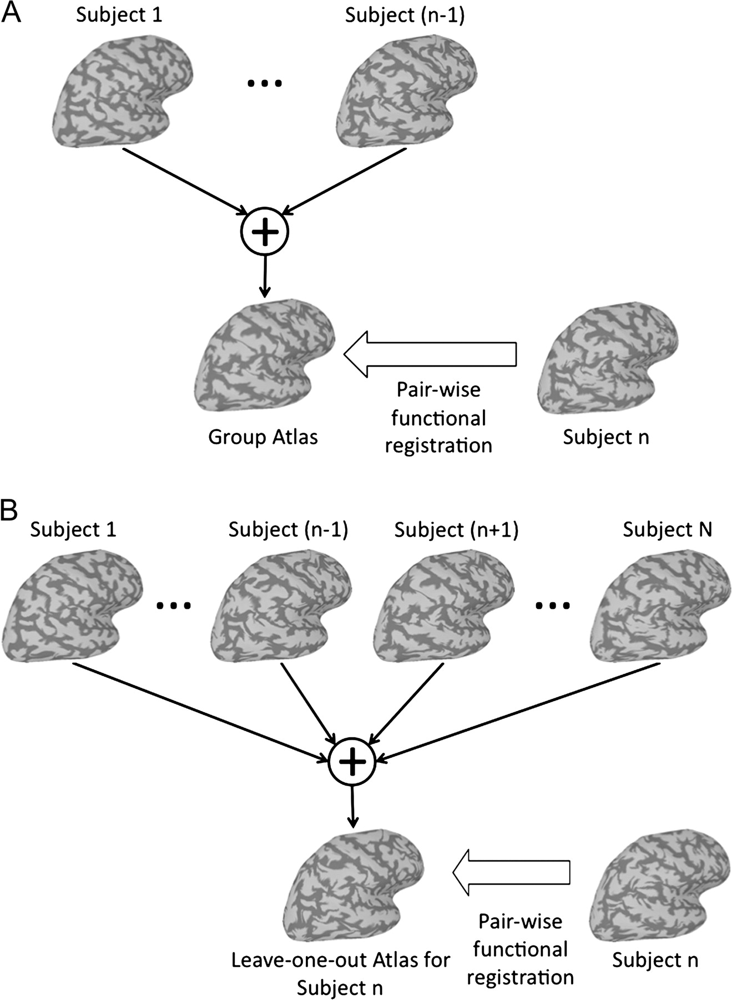 A
Subject 1
Subject (n-1)
...
Pair-wise
functional
registration
Group Atlas
Subject n
B
Subject 1
Subject (n-1)
Subject (n+1)
Subject N
...
...
Pair-wise
functional
registration
Leave-one-out Atlas for
Subject n
Subject n